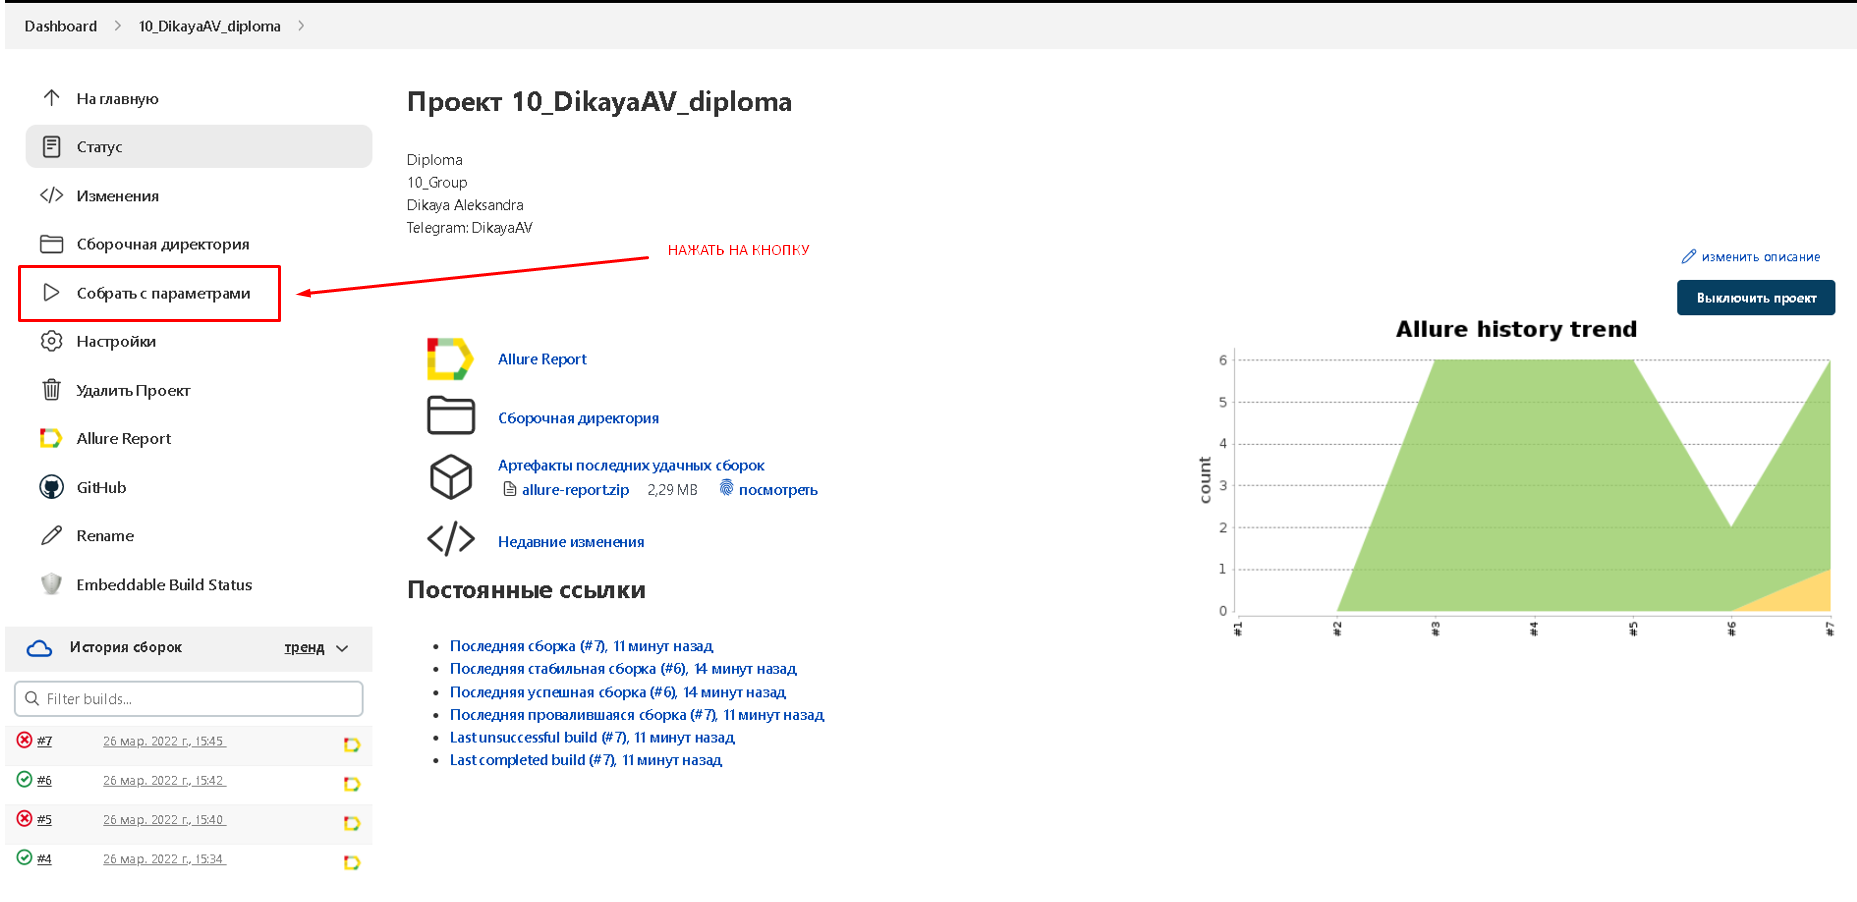 Dashboard
10_DikayaAV_diploma
На главную
Статус
Изменения
Сборочная директория
Собрать с параметрами
Настройки
Удалить Проект
Allure Report
GitHub
Rename
Embeddable Build Status
История сборок
тренд
Filter builds...
#7 26 мар. 2022 г., 15:45
#6 26 мар. 2022 г., 15:42
#5 26 мар. 2022 г., 15:40
#4 26 мар. 2022 г., 15:34
Проект 10_DikayaAV_diploma
Diploma
10_Group
Dikaya Aleksandra
Telegram: DikayaAV
НАЖАТЬ НА КНОПКУ
изменить описание
Выключить проект
Allure Report
Сборочная директория
Артефакты последних удачных сборок
allure-report.zip 2,29 MB посмотреть
Недавние изменения
Постоянные ссылки
Последняя сборка (#7), 11 минут назад
Последняя стабильная сборка (#6), 14 минут назад
Последняя успешная сборка (#6), 14 минут назад
Последняя провалившаяся сборка (#7), 11 минут назад
Last unsuccessful build (#7), 11 минут назад
Last completed build (#7), 11 минут назад
Allure history trend
count
6
5
4
3
2
1
0
#1 #2 #3 #4 #5 #6 #7